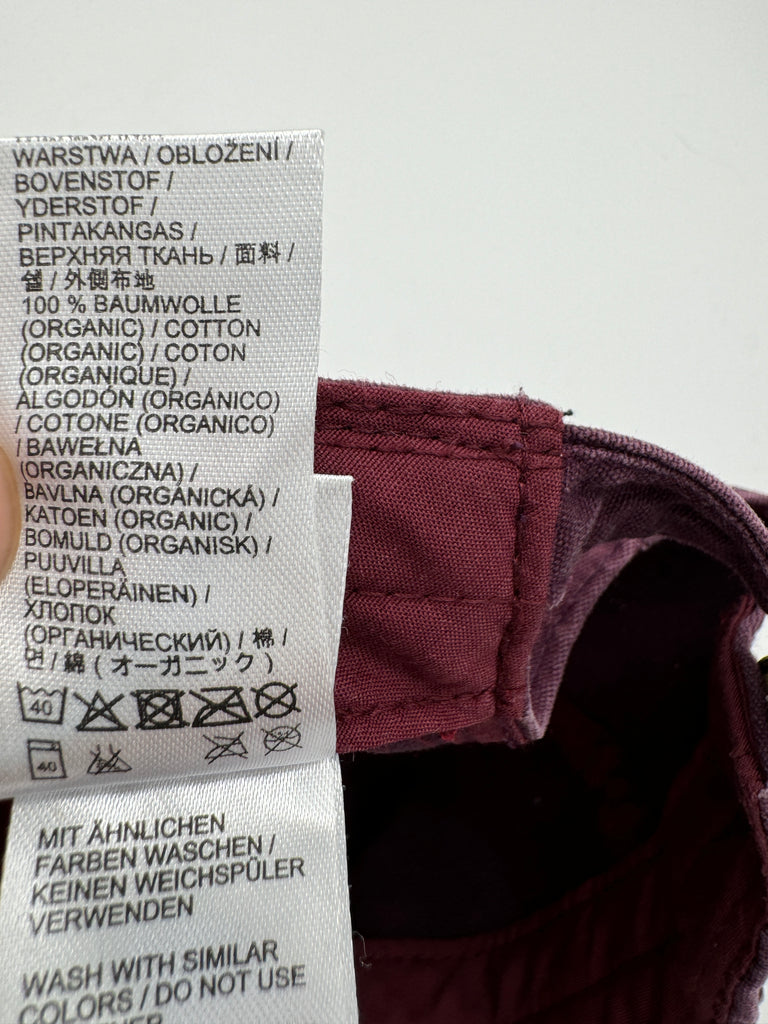 WARSTWA / OBLOŽENÍ /
BOVENSTOF /
YDERSTOF /
PINTAKANGAS /
ВЕРХНЯЯ ТКАНЬ / 面料 /
쉘 / 外側布地
100 % BAUMWOLLE
(ORGANIC) / COTTON
(ORGANIC) / COTON
(ORGANIQUE) /
ALGODÓN (ORGÁNICO)
/ COTONE (ORGANICO)
/ BAWEŁNA
(ORGANICZNA) /
BAVLNA (ORGANICKÁ) /
KATOEN (ORGANIC) /
BOMULD (ORGANISK) /
PUUVILLA
(ELOPERÄINEN) /
ХЛОПОК
(ОРГАНИЧЕСКИЙ) / 棉 /
면 / 綿 ( オーガニック )
40
40
MIT ÄHNLICHEN
FARBEN WASCHEN /
KEINEN WEICHSPÜLER
VERWENDEN
WASH WITH SIMILAR
COLORS / DO NOT USE